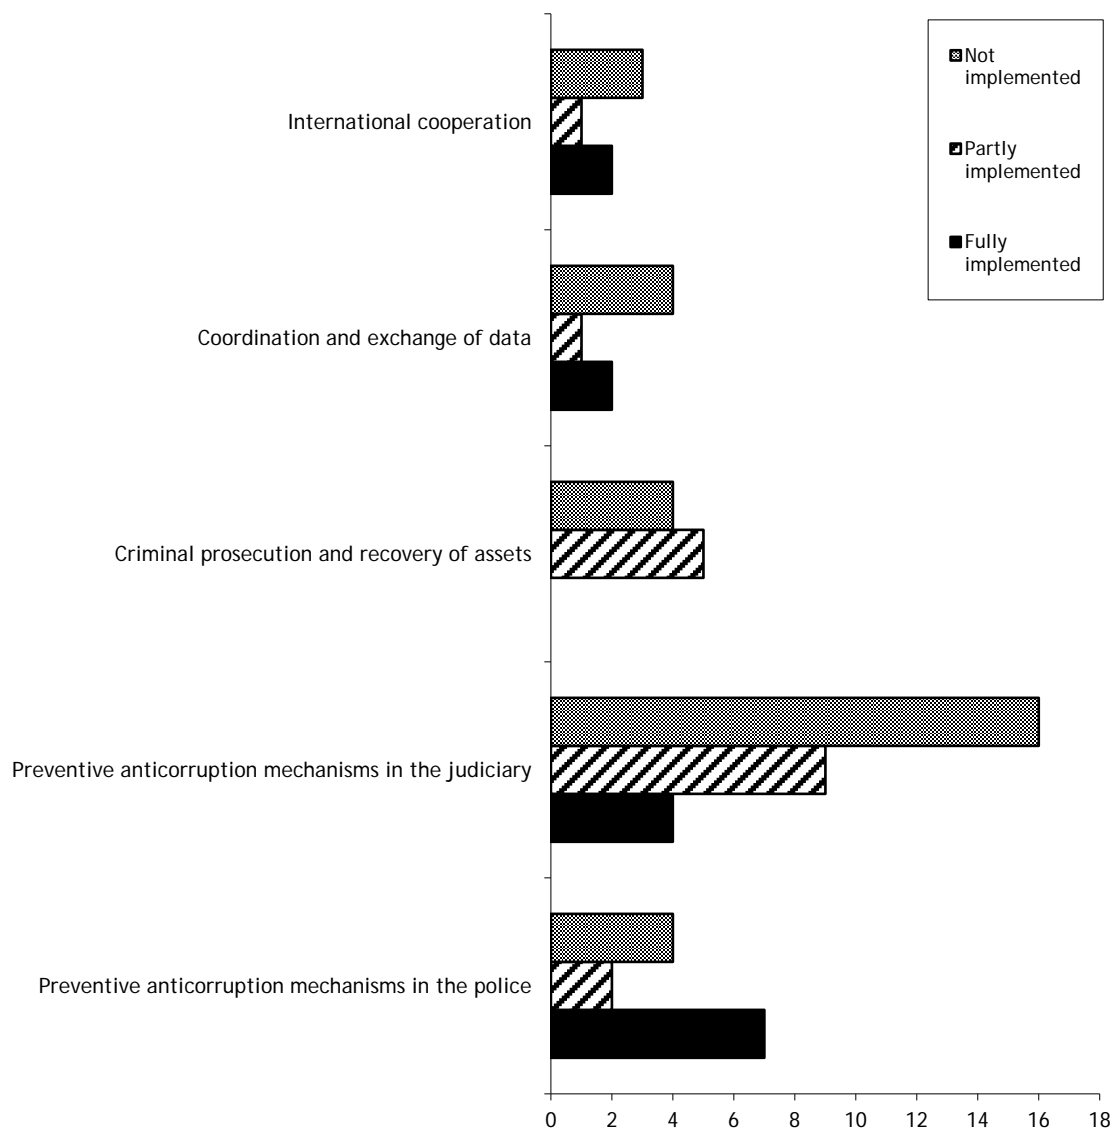 Not
implemented
Partly
implemented
Fully
implemented
International cooperation
Coordination and exchange of data
Criminal prosecution and recovery of assets
Preventive anticorruption mechanisms in the judiciary
Preventive anticorruption mechanisms in the police
0 2 4 6 8 10 12 14 16 18